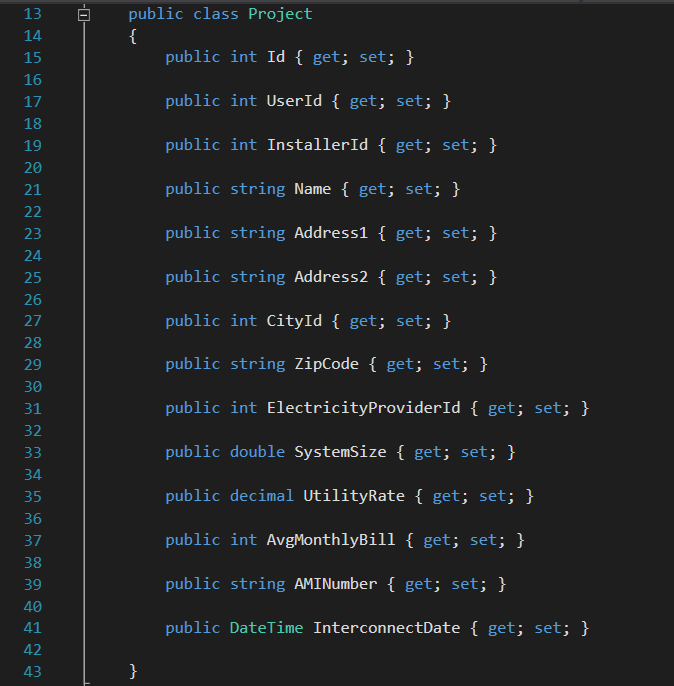 13 public class Project
14 {
15 public int Id { get; set; }
16
17 public int UserId { get; set; }
18
19 public int InstallerId { get; set; }
20
21 public string Name { get; set; }
22
23 public string Address1 { get; set; }
24
25 public string Address2 { get; set; }
26
27 public int CityId { get; set; }
28
29 public string ZipCode { get; set; }
30
31 public int ElectricityProviderId { get; set; }
32
33 public double SystemSize { get; set; }
34
35 public decimal UtilityRate { get; set; }
36
37 public int AvgMonthlyBill { get; set; }
38
39 public string AMINumber { get; set; }
40
41 public DateTime InterconnectDate { get; set; }
42
43 }